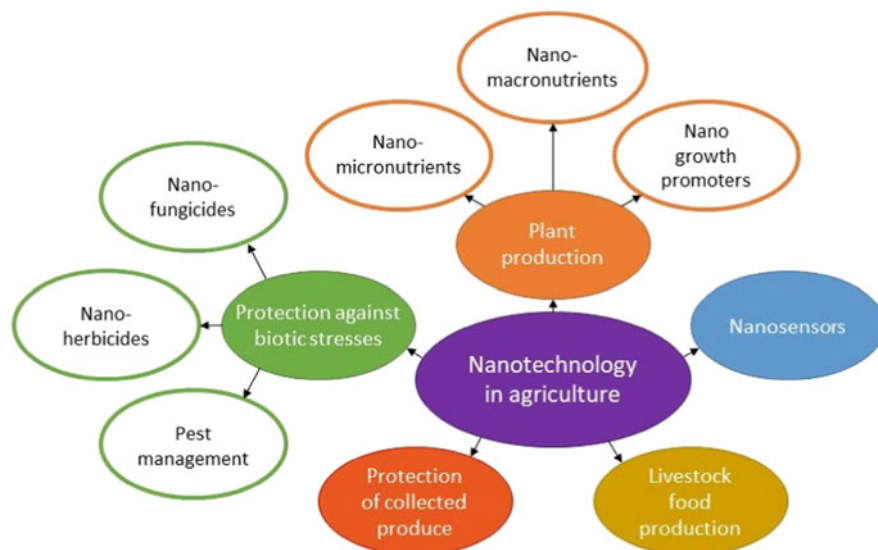 Nano-
macronutrients
Nano-
micronutrients
Nano
growth
promoters
Nano-
fungicides
Plant
production
Nano-
herbicides
Protection against
biotic stresses
Nanosensors
Nanotechnology
in agriculture
Pest
management
Protection
of collected
produce
Livestock
food
production